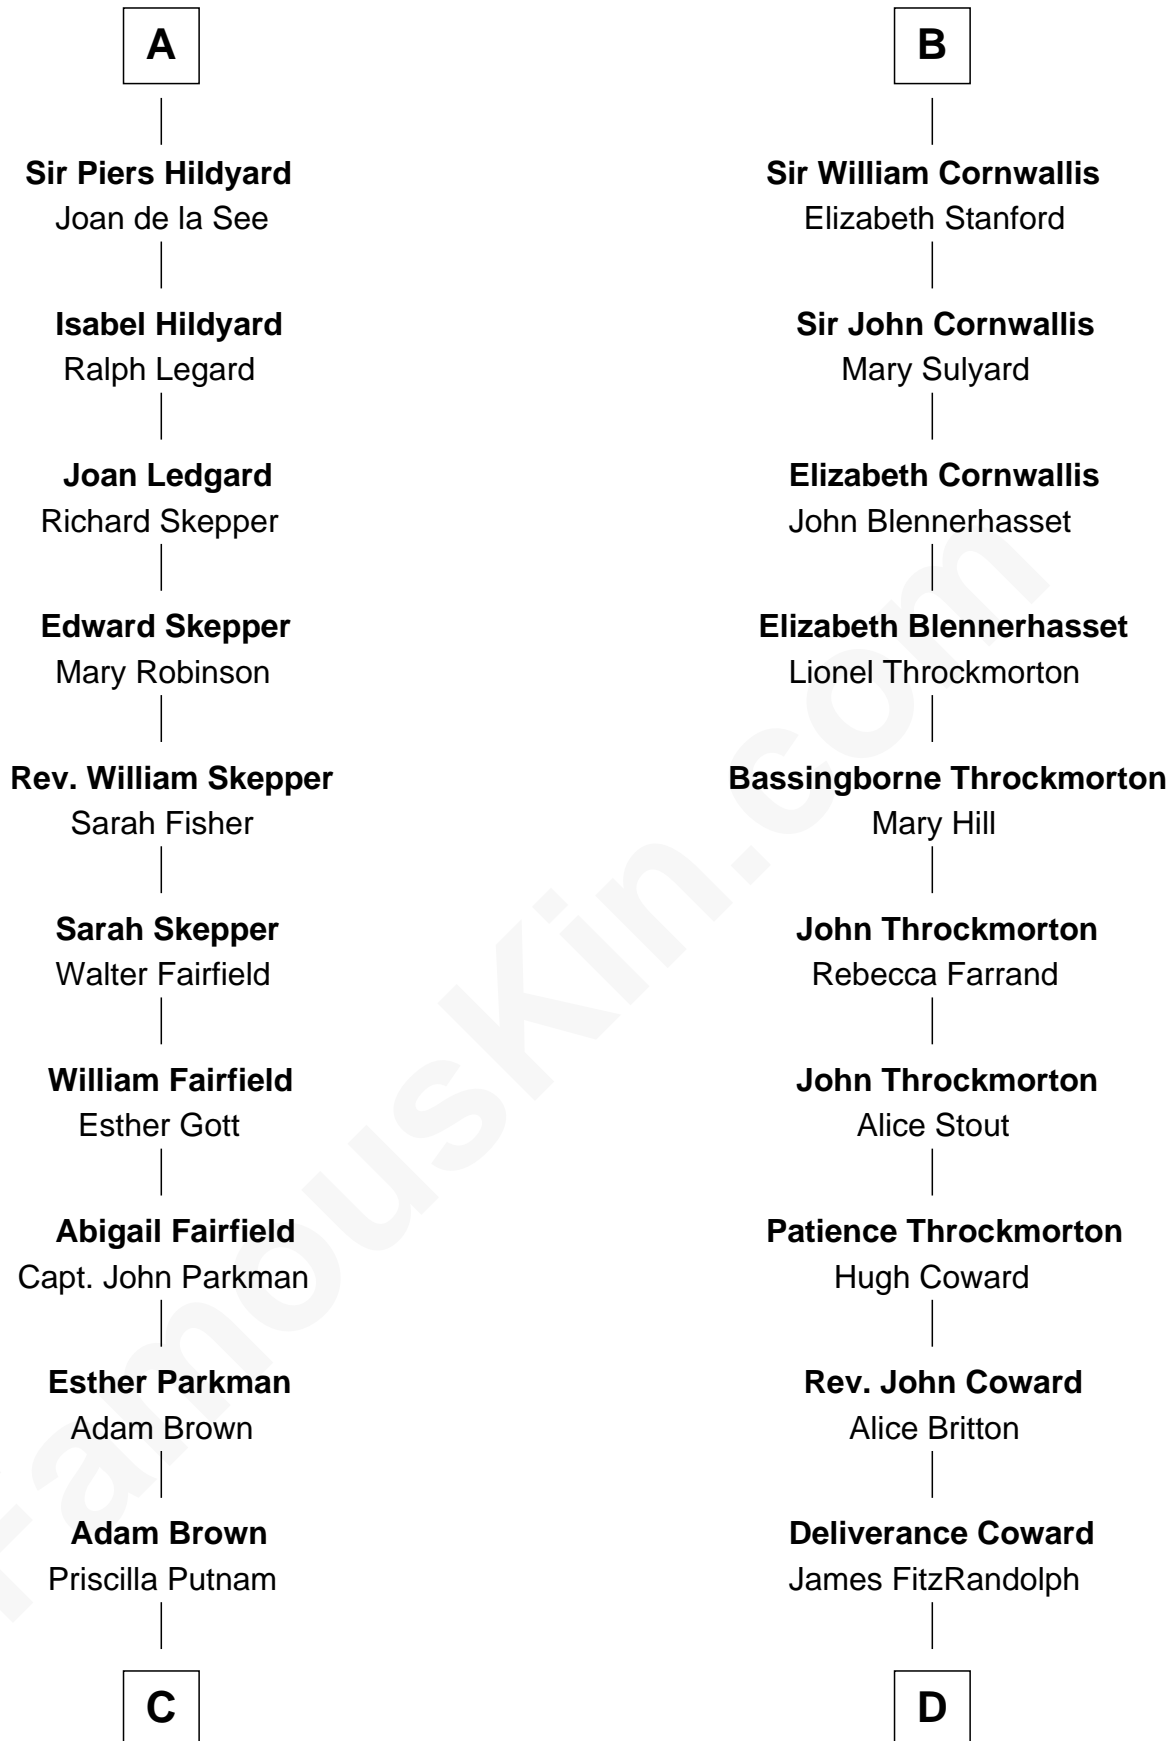 A
Sir Piers Hildyard
Joan de la See
Isabel Hildyard
Ralph Legard
Joan Ledgard
Richard Skepper
Edward Skepper
Mary Robinson
Rev. William Skepper
Sarah Fisher
Sarah Skepper
Walter Fairfield
William Fairfield
Esther Gott
Abigail Fairfield
Capt. John Parkman
Esther Parkman
Adam Brown
Adam Brown
Priscilla Putnam
C
B
Sir William Cornwallis
Elizabeth Stanford
Sir John Cornwallis
Mary Sulyard
Elizabeth Cornwallis
John Blennerhasset
Elizabeth Blennerhasset
Lionel Throckmorton
Bassingborne Throckmorton
Mary Hill
John Throckmorton
Rebecca Farrand
John Throckmorton
Alice Stout
Patience Throckmorton
Hugh Coward
Rev. John Coward
Alice Britton
Deliverance Coward
James FitzRandolph
D
FamousKin.com